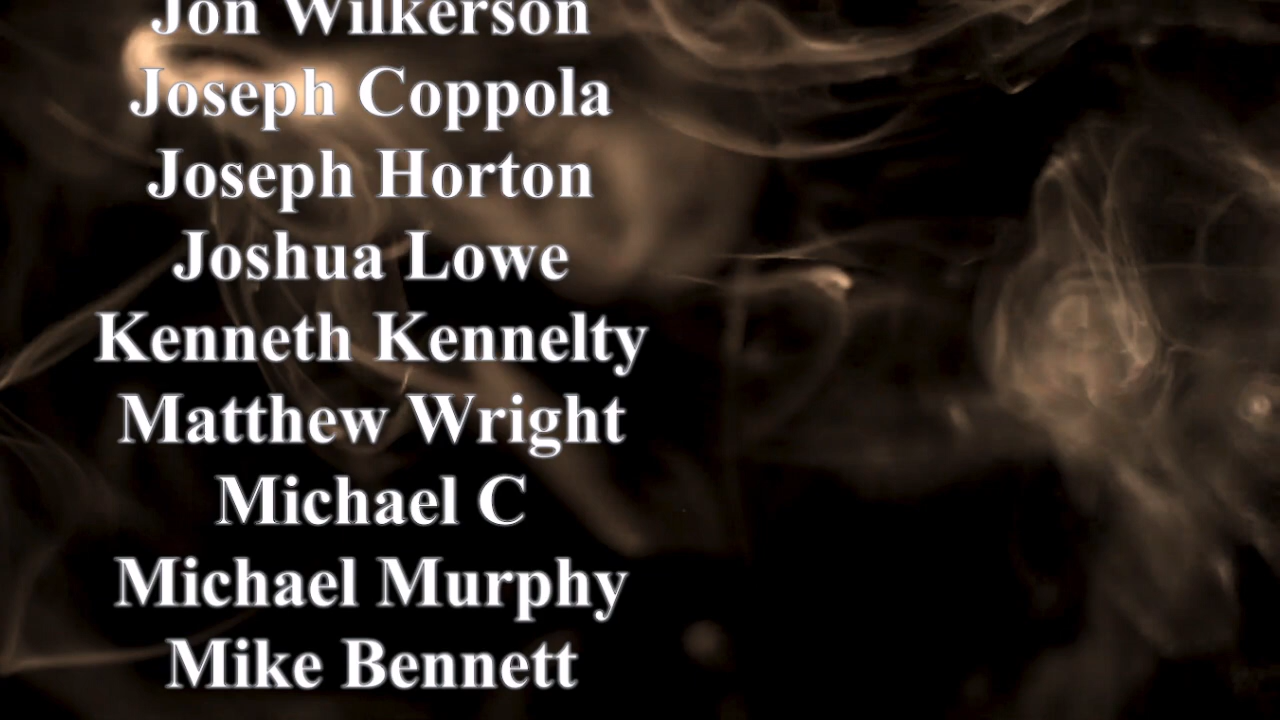 Jon Wilkerson
Joseph Coppola
Joseph Horton
Joshua Lowe
Kenneth Kennelty
Matthew Wright
Michael C
Michael Murphy
Mike Bennett